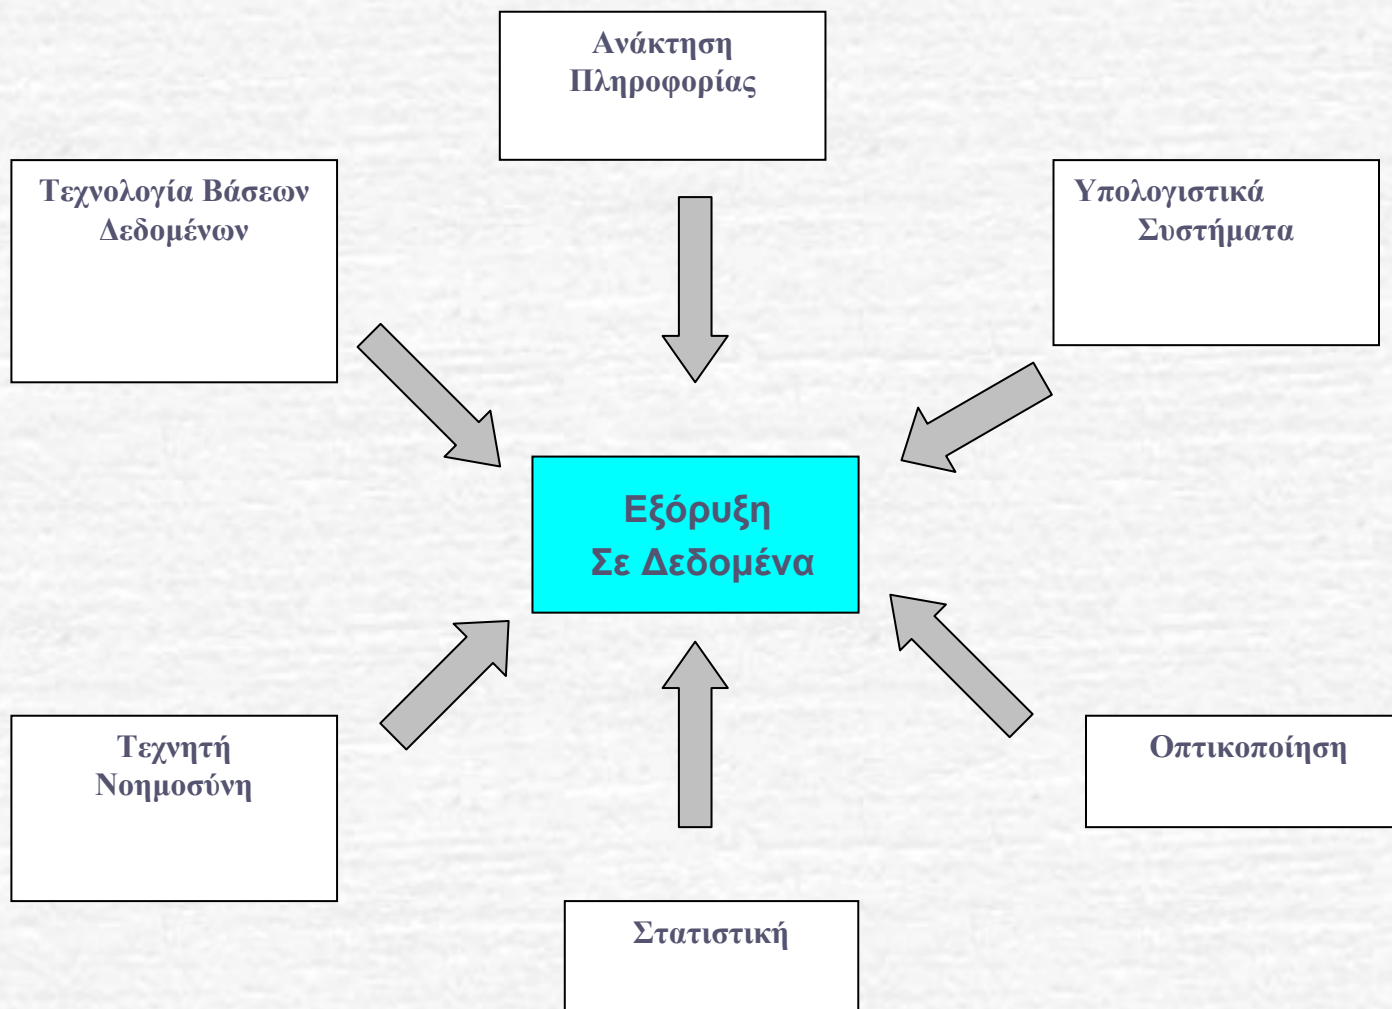 Ανάκτηση
Πληροφορίας
Τεχνολογία Βάσεων
Δεδομένων
Υπολογιστικά
Συστήματα
Εξόρυξη
Σε Δεδομένα
Τεχνητή
Νοημοσύνη
Οπτικοποίηση
Στατιστική